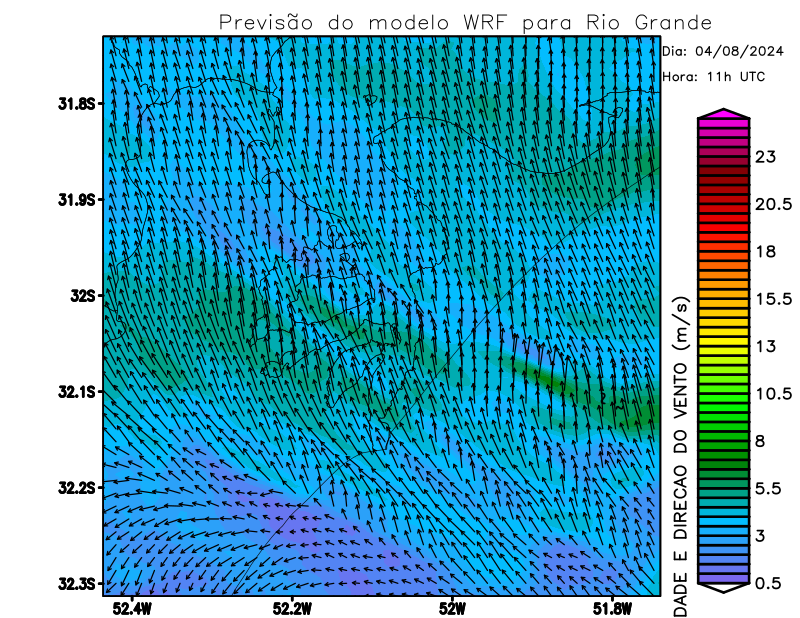 Previsão do modelo WRF para Rio Grande
Dia: 04/08/2024
Hora: 11h UTC
31.8S
31.9S
32S
32.1S
32.2S
32.3S
52.4W
52.2W
52W
51.8W
23
20.5
18
15.5
13
10.5
8
5.5
3
0.5
DADE E DIRECAO DO VENTO (m/s)